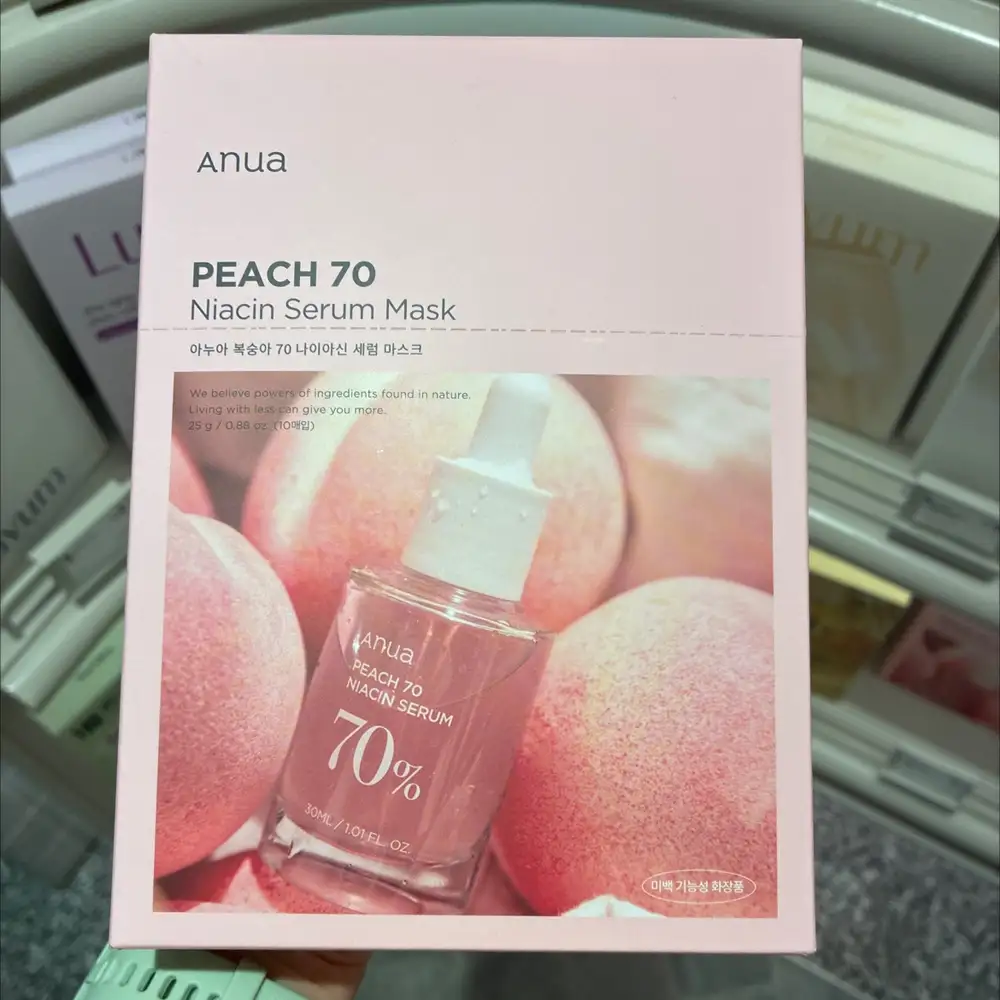 Anua
PEACH 70
Niacin Serum Mask
아누아 복숭아 70 나이아신 세럼 마스크
We believe powers of ingredients found in nature.
Living with less can give you more.
25 g / 0.88 oz. (10매입)
Anua
PEACH 70
NIACIN SERUM
70%
30ML / 1.01 FL. OZ.
미백 기능성 화장품